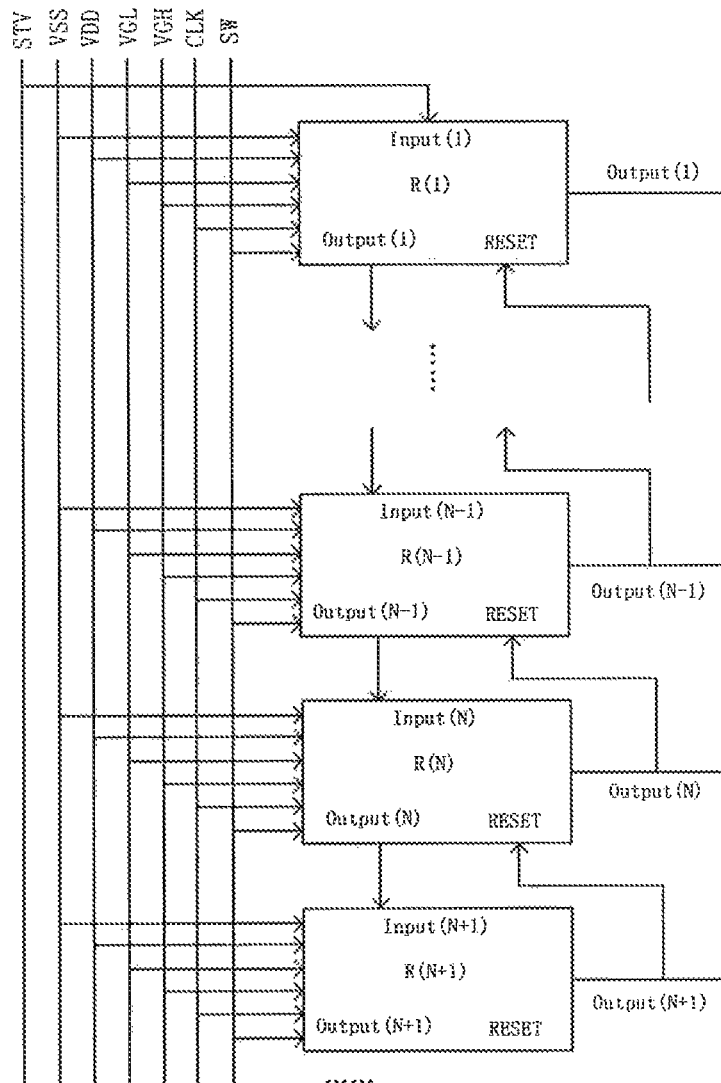 STV VSS VDD VGL VGH CLK SW
Input(1)
R(1)
Output(1)
Output(1) RESET
Input(N-1)
R(N-1)
Output(N-1)
Output(N-1) RESET
Input(N)
R(N)
Output(N)
Output(N) RESET
Input(N+1)
R(N+1)
Output(N+1)
Output(N+1) RESET